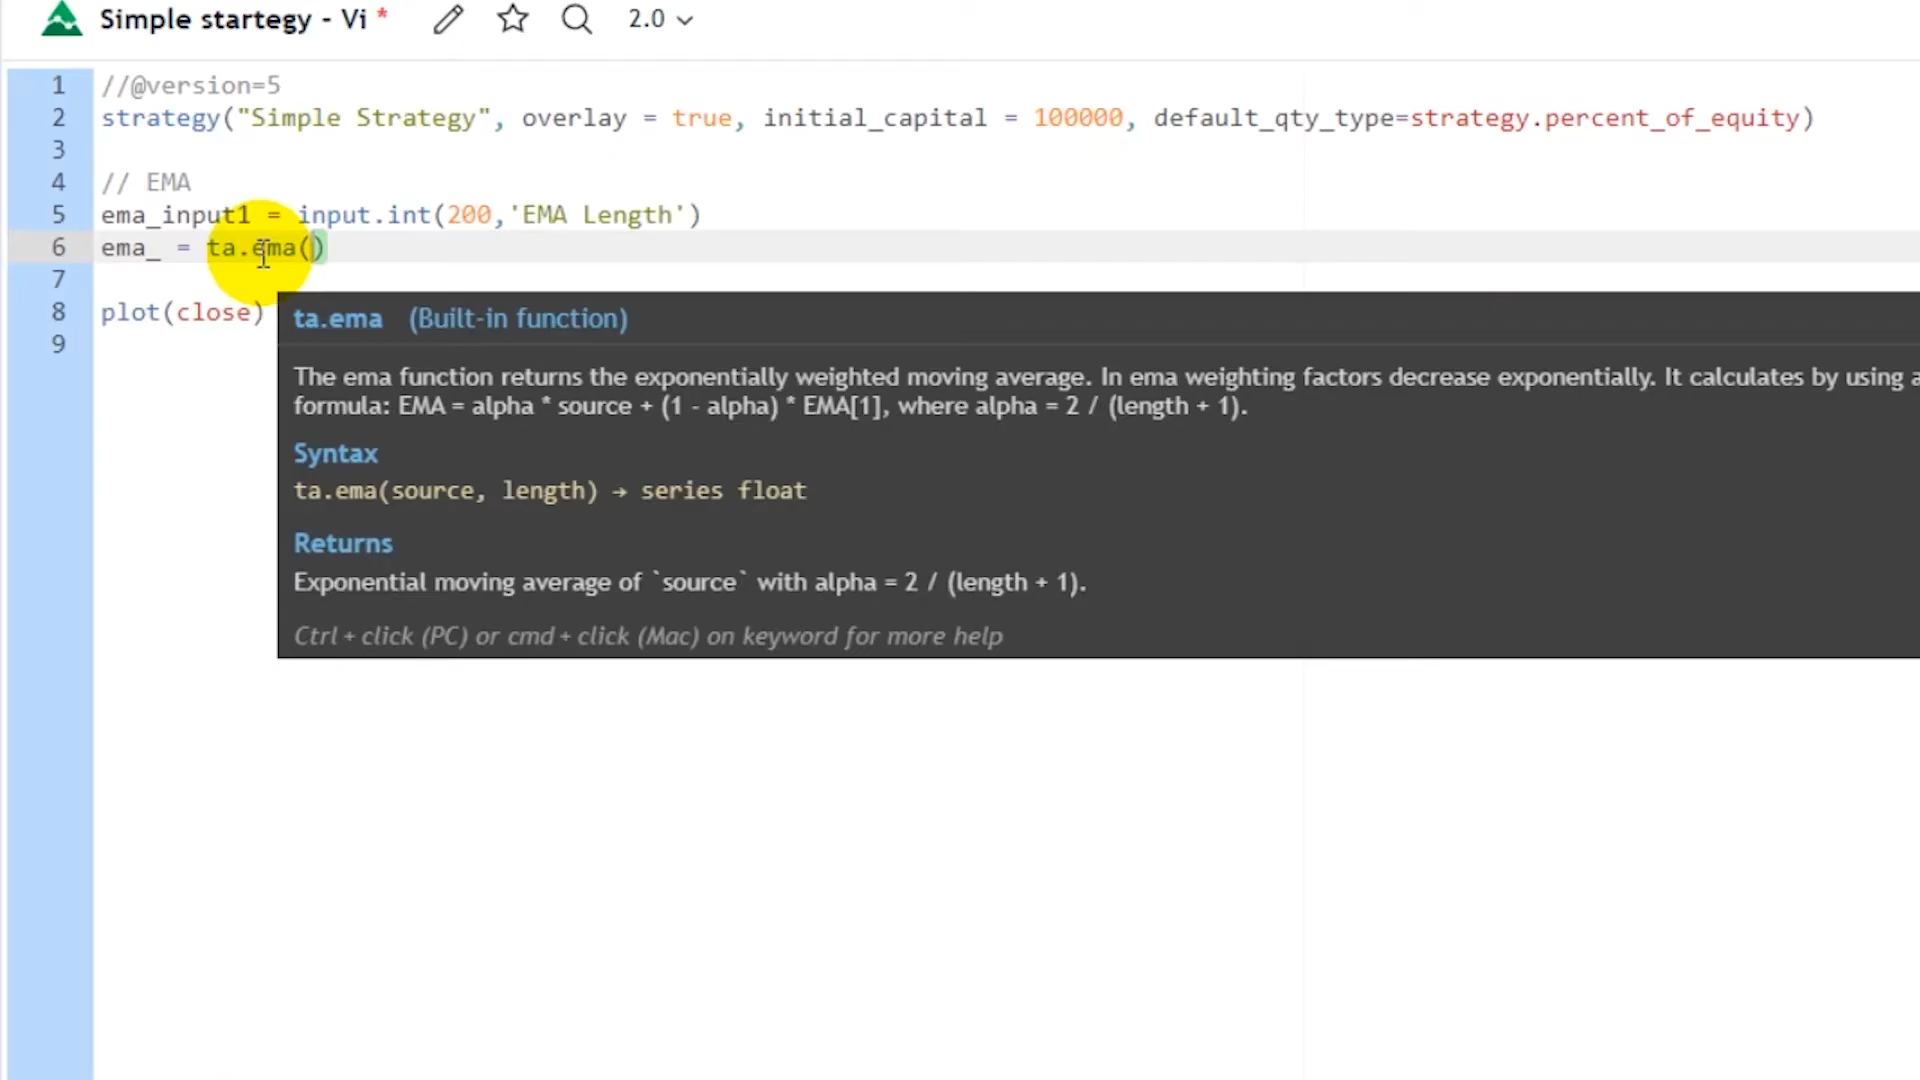 Simple startegy - Vi * 2.0
1 //@version=5
2 strategy("Simple Strategy", overlay = true, initial_capital = 100000, default_qty_type=strategy.percent_of_equity)
3
4 // EMA
5 ema_input1 = input.int(200,'EMA Length')
6 ema_ = ta.ema()
7
8 plot(close)
9
ta.ema (Built-in function)
The ema function returns the exponentially weighted moving average. In ema weighting factors decrease exponentially. It calculates by using a
formula: EMA = alpha * source + (1 - alpha) * EMA[1], where alpha = 2 / (length + 1).
Syntax
ta.ema(source, length) → series float
Returns
Exponential moving average of `source` with alpha = 2 / (length + 1).
Ctrl + click (PC) or cmd + click (Mac) on keyword for more help